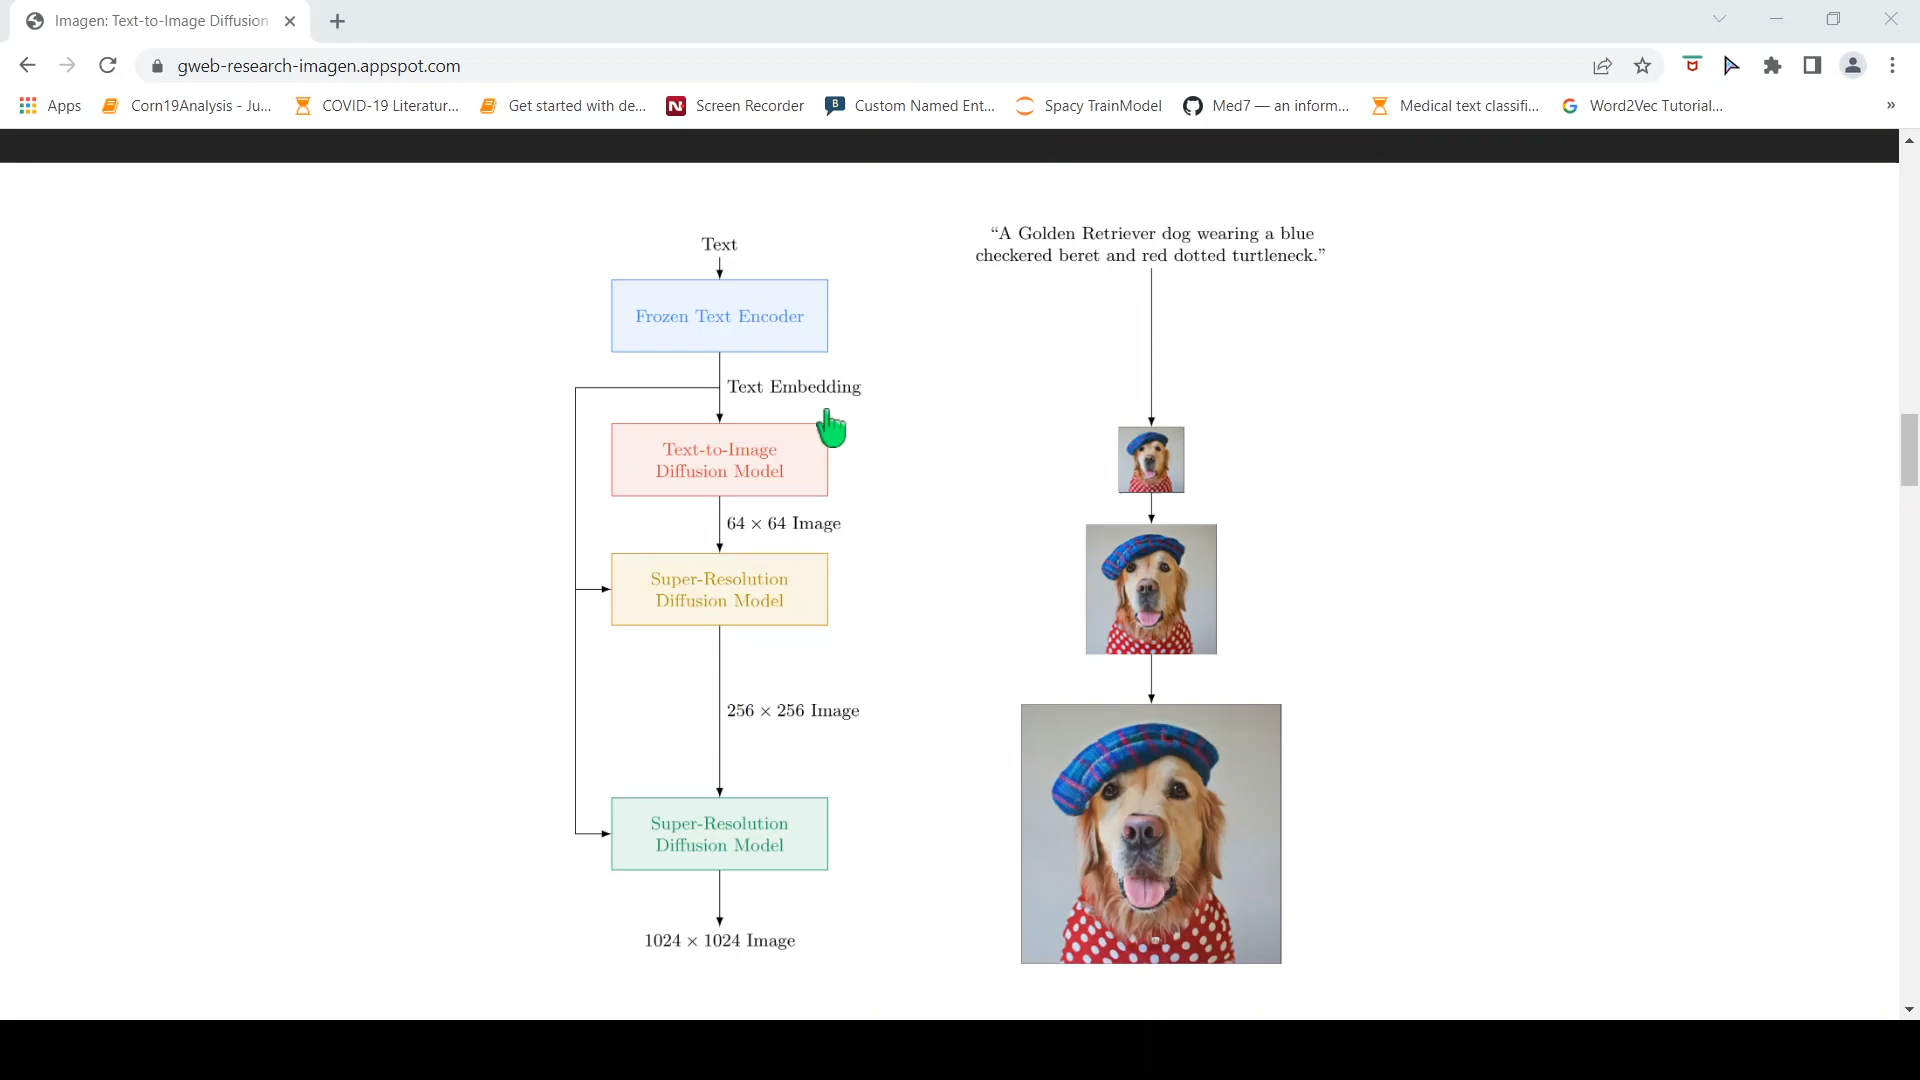 Imagen: Text-to-Image Diffusion
gweb-research-imagen.appspot.com
Apps
Corn19Analysis - Ju...
COVID-19 Literatur...
Get started with de...
N
Screen Recorder
B
Custom Named Ent...
Spacy TrainModel
Med7 — an inform...
Medical text classifi...
G
Word2Vec Tutorial...
»
Text
Frozen Text Encoder
Text Embedding
Text-to-Image
Diffusion Model
64 × 64 Image
Super-Resolution
Diffusion Model
256 × 256 Image
Super-Resolution
Diffusion Model
1024 × 1024 Image
“A Golden Retriever dog wearing a blue
checkered beret and red dotted turtleneck.”